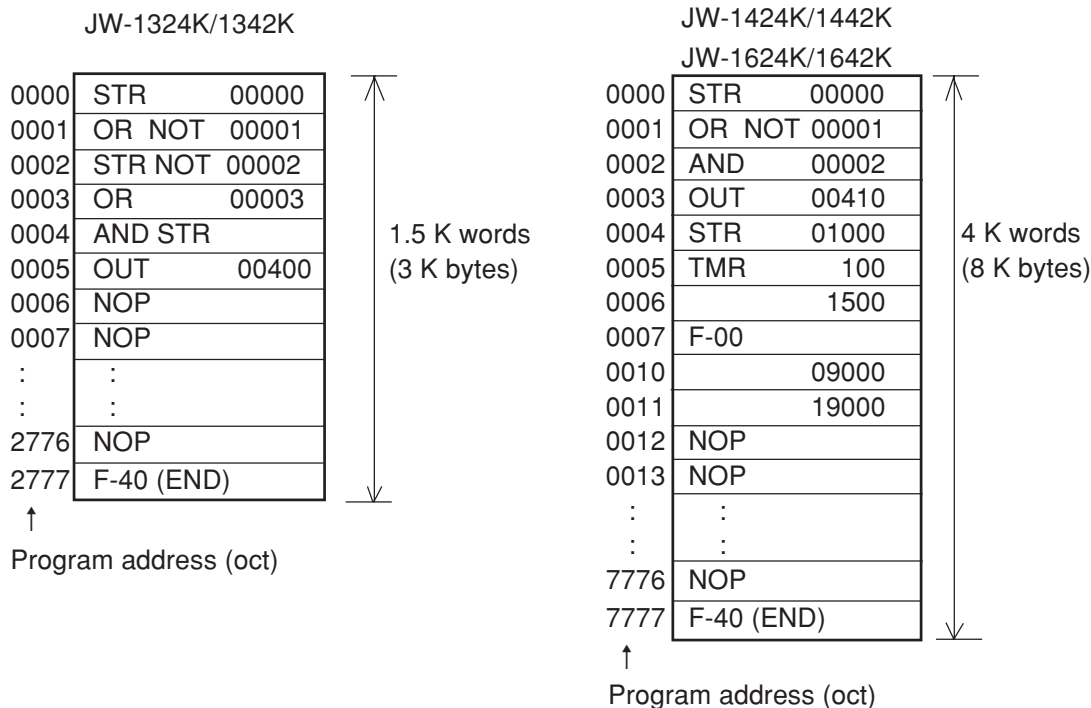 JW-1324K/1342K
0000 STR 00000
0001 OR NOT 00001
0002 STR NOT 00002
0003 OR 00003
0004 AND STR
0005 OUT 00400
0006 NOP
0007 NOP
: :
: :
2776 NOP
2777 F-40 (END)
1.5 K words
(3 K bytes)
Program address (oct)
JW-1424K/1442K
JW-1624K/1642K
0000 STR 00000
0001 OR NOT 00001
0002 AND 00002
0003 OUT 00410
0004 STR 01000
0005 TMR 100
0006 1500
0007 F-00
0010 09000
0011 19000
0012 NOP
0013 NOP
: :
: :
7776 NOP
7777 F-40 (END)
4 K words
(8 K bytes)
Program address (oct)